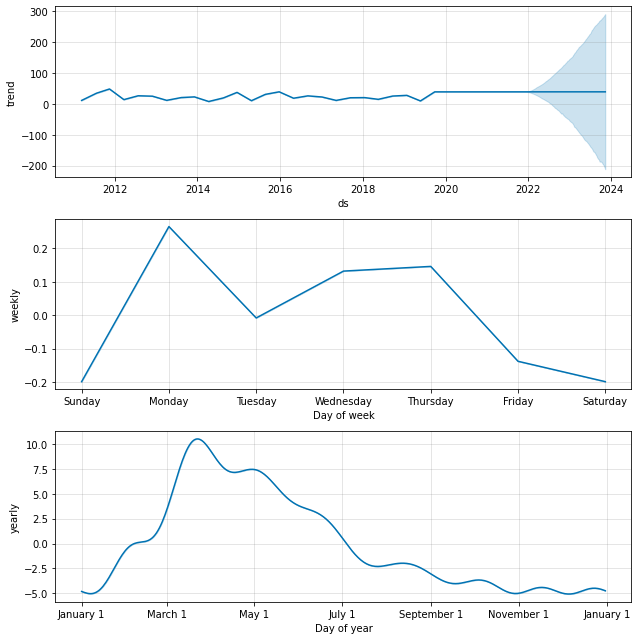 300
200
100
0
−100
−200
trend
2012 2014 2016 2018 2020 2022 2024
ds
0.2
0.1
0.0
−0.1
−0.2
weekly
Sunday Monday Tuesday Wednesday Thursday Friday Saturday
Day of week
10.0
7.5
5.0
2.5
0.0
−2.5
−5.0
yearly
January 1 March 1 May 1 July 1 September 1 November 1 January 1
Day of year